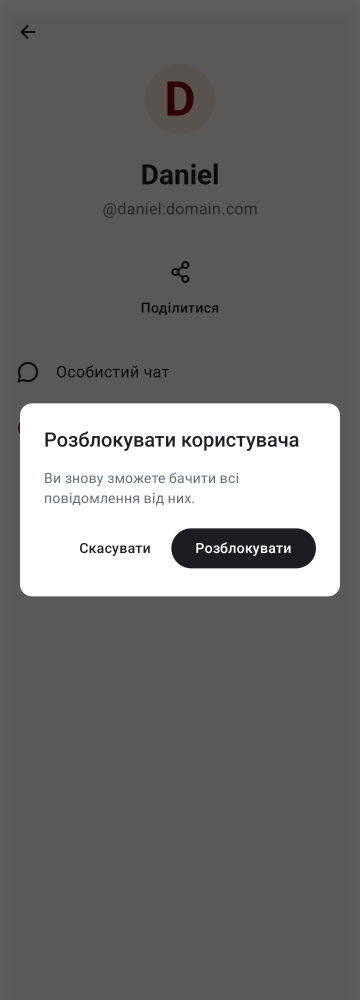 D
Daniel
@daniel:domain.com
Поділитися
Особистий чат
Розблокувати користувача
Ви знову зможете бачити всі
повідомлення від них.
Скасувати
Розблокувати